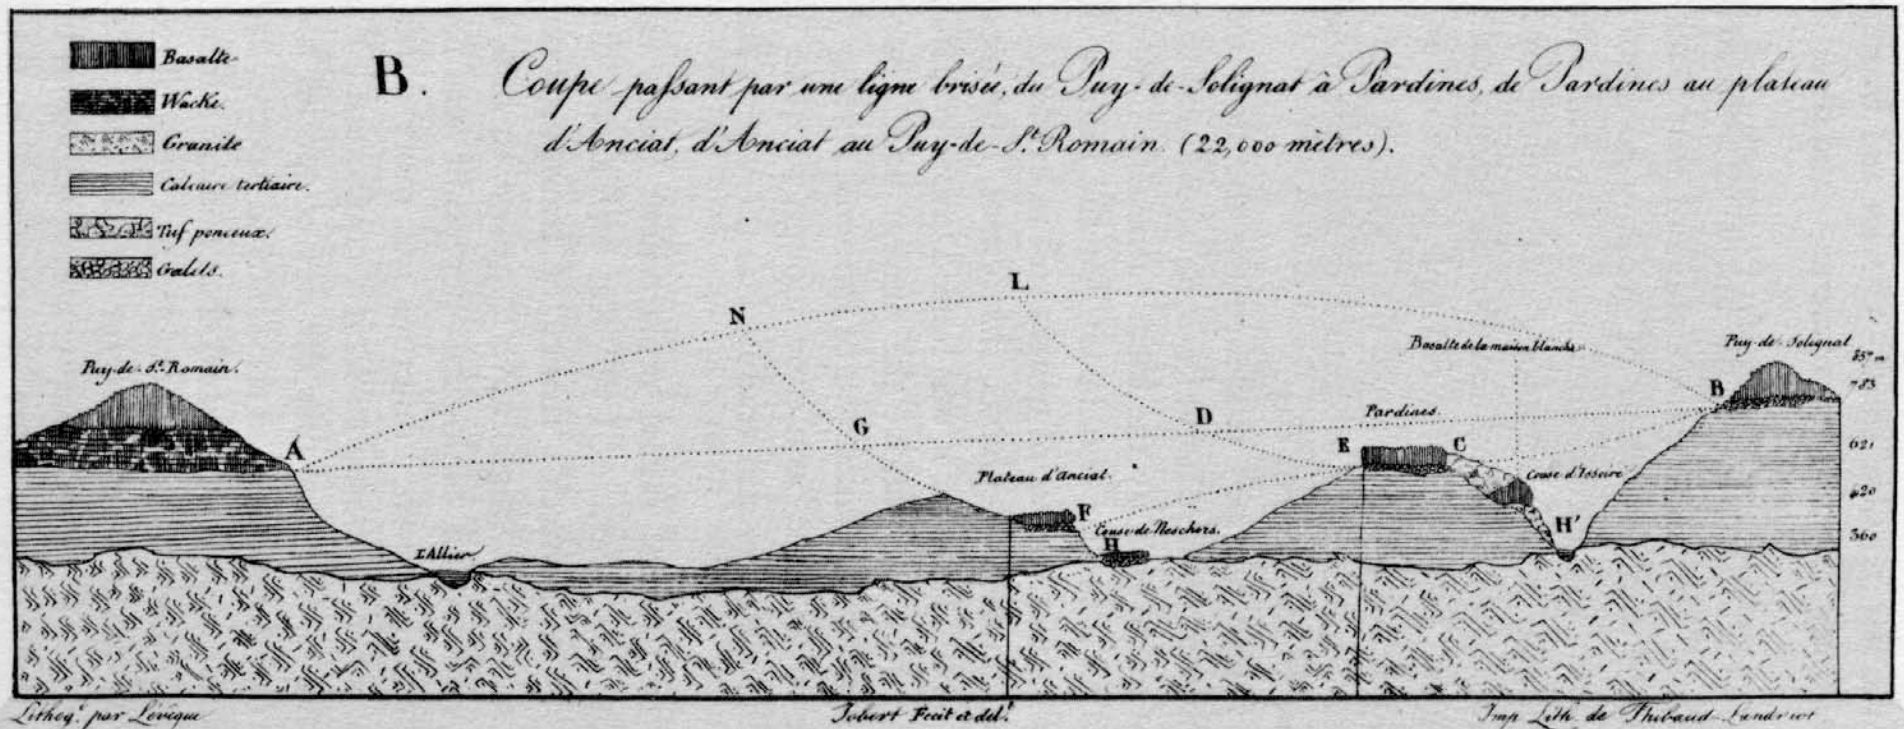 Basalte
Wacke.
Granite
Calcaire tertiaire.
Tuf ponceux.
Galets.
B. Coupe passant par une ligne brisée, du Puy-de-Solignat à Pardines, de Pardines au plateau
d'Anciat, d'Anciat au Puy-de-St. Romain. (22,000 mètres).
L
N
Basalte de la maison blanche
Puy-de-Solignat
Puy-de-St. Romain.
85" m
783
B
Pardines.
D
G
A
E
C
621
Plateau d'Anciat.
Couse d'Issoire
420
F
Couse de Neschers.
H'
360
H
L'Allier
Lithog. par Lévêque
Jobert Fecit et del.t
Imp Lith. de Thibaud-Landriot